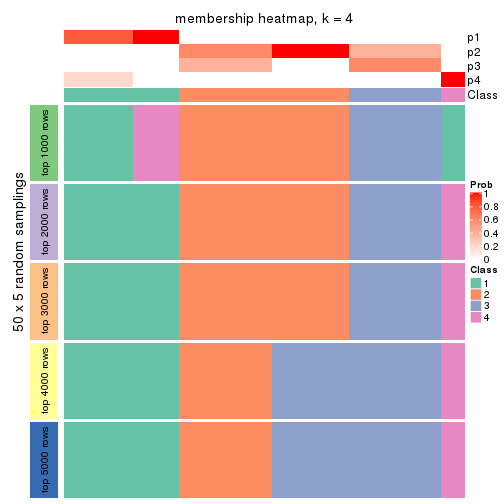 membership heatmap, k = 4
p1
p2
p3
p4
Class
50 x 5 random samplings
top 1000 rows
top 2000 rows
top 3000 rows
top 4000 rows
top 5000 rows
Prob
1
0.8
0.6
0.4
0.2
0
Class
1
2
3
4